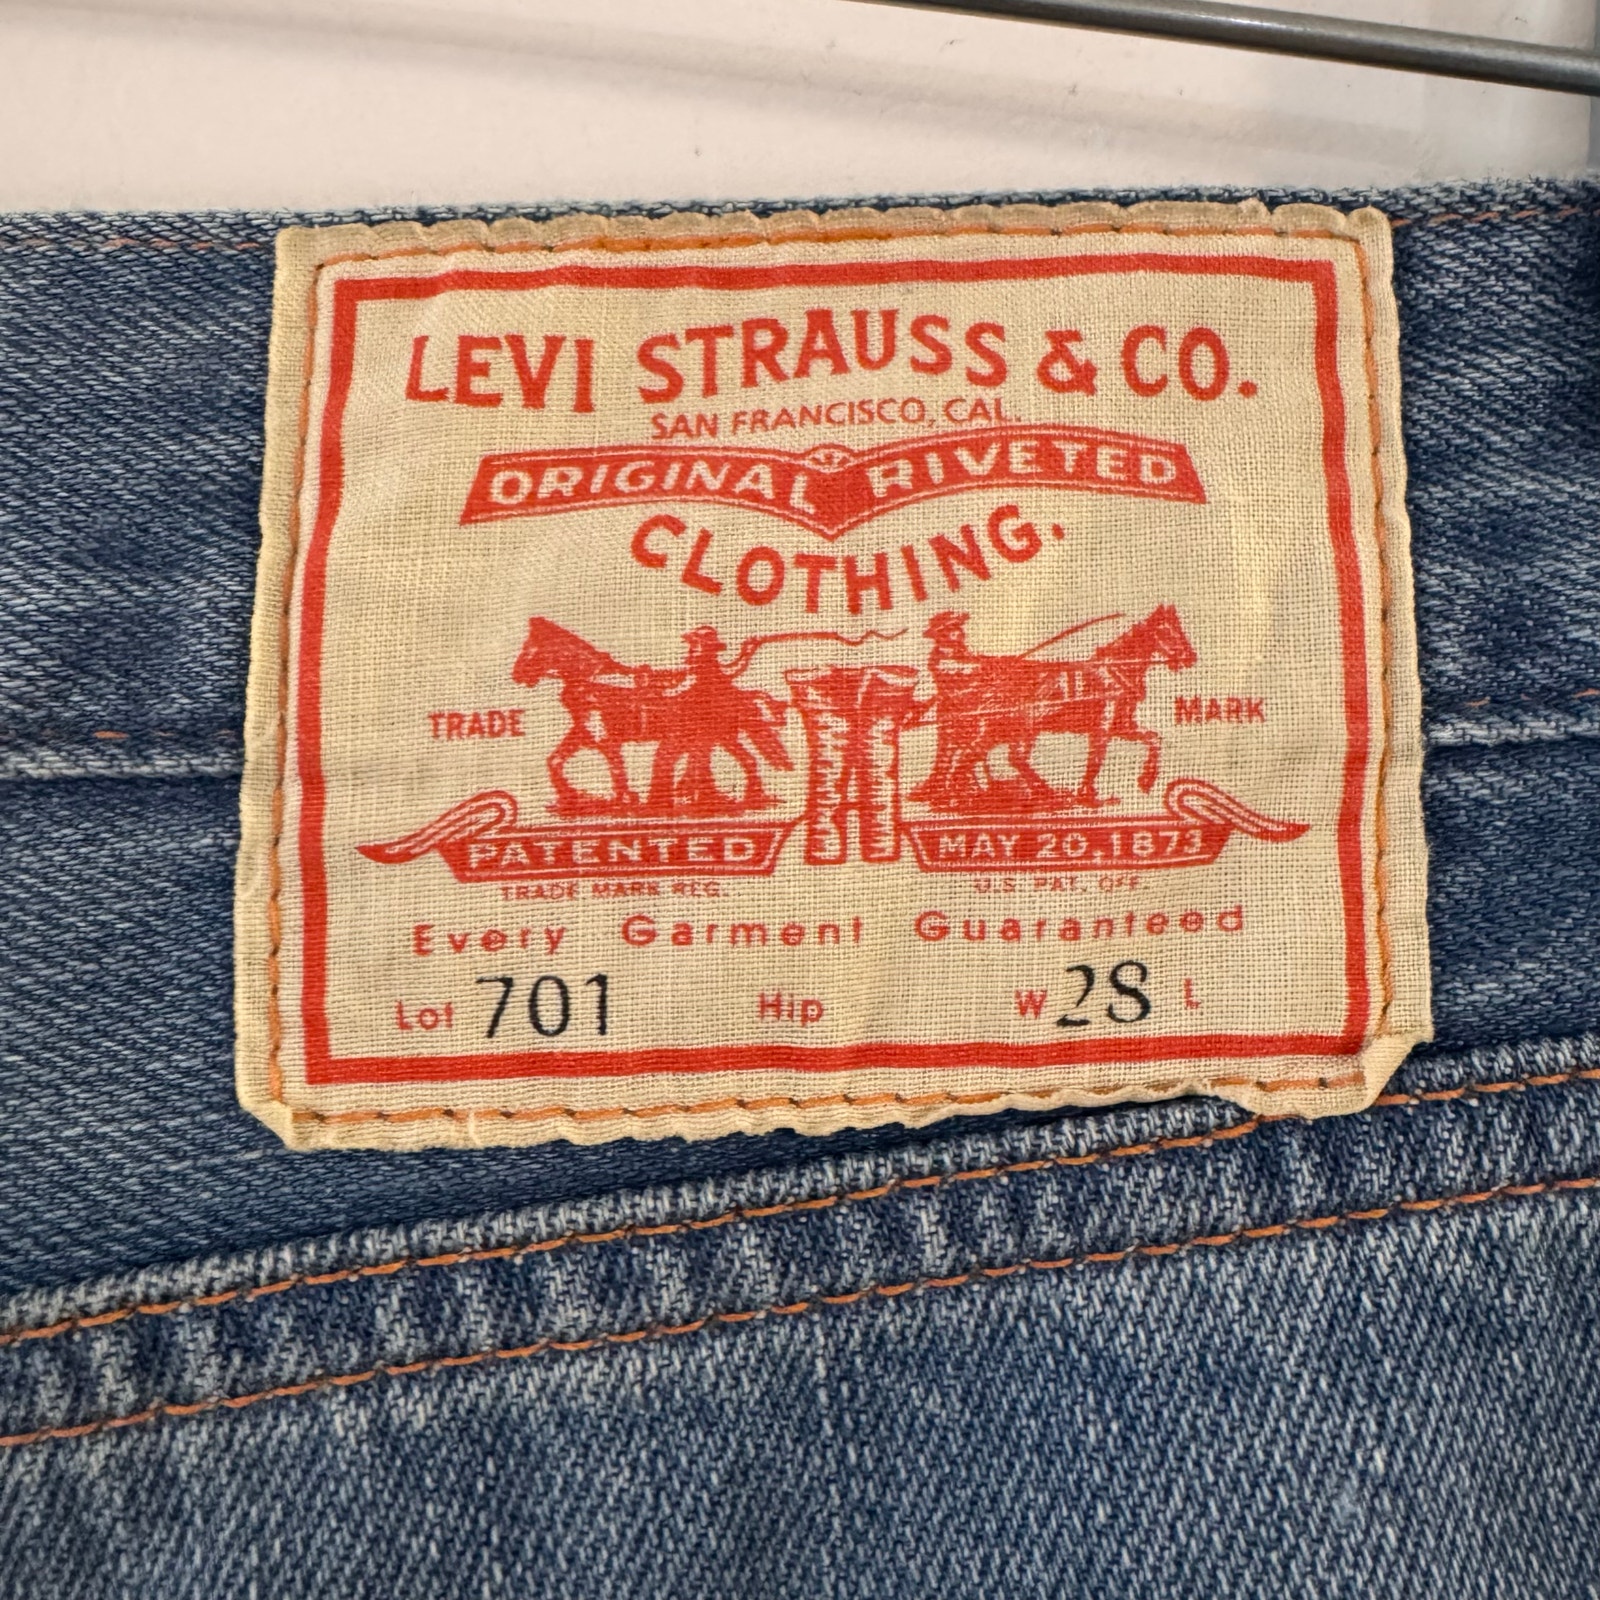 LEVI STRAUSS & CO.
SAN FRANCISCO, CAL.
ORIGINAL RIVETED
CLOTHING.
TRADE MARK
PATENTED MAY 20, 1873
TRADE MARK REG. U.S. PAT. OFF.
Every Garment Guaranteed
Lot 701 Hip W 28 L